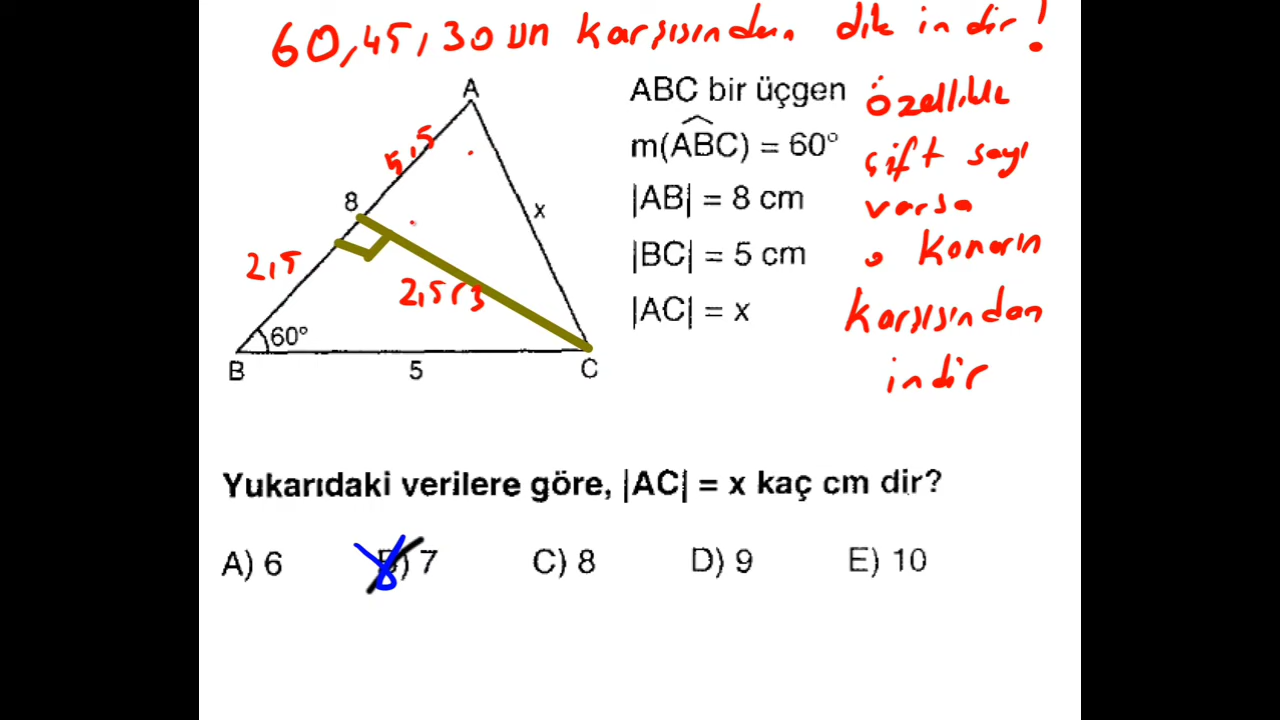 60,45,30 un karşısından dik indir!
ABC bir üçgen
m(ABC) = 60°
|AB| = 8 cm
|BC| = 5 cm
|AC| = x
özellikle
çift sayı
varsa
o kenarın
karşısından
indir
A
5,5
8
x
2,5
2,5√3
60°
B
5
C
Yukarıdaki verilere göre, |AC| = x kaç cm dir?
A) 6 B) 7 C) 8 D) 9 E) 10